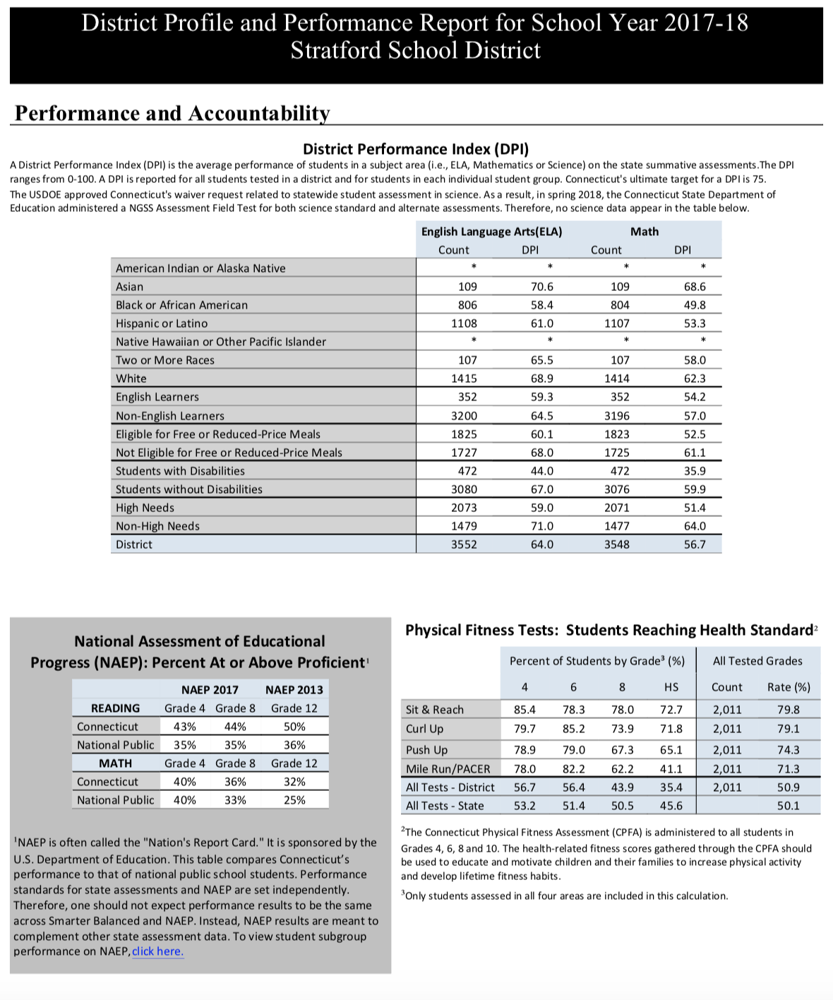 District Profile and Performance Report for School Year 2017-18
Stratford School District
Performance and Accountability
District Performance Index (DPI)
A District Performance Index (DPI) is the average performance of students in a subject area (i.e., ELA, Mathematics or Science) on the state summative assessments.The DPI
ranges from 0-100. A DPI is reported for all students tested in a district and for students in each individual student group. Connecticut's ultimate target for a DPI is 75.
The USDOE approved Connecticut's waiver request related to statewide student assessment in science. As a result, in spring 2018, the Connecticut State Department of
Education administered a NGSS Assessment Field Test for both science standard and alternate assessments. Therefore, no science data appear in the table below.
English Language Arts(ELA) Math
Count DPI Count DPI
American Indian or Alaska Native * * * *
Asian 109 70.6 109 68.6
Black or African American 806 58.4 804 49.8
Hispanic or Latino 1108 61.0 1107 53.3
Native Hawaiian or Other Pacific Islander * * * *
Two or More Races 107 65.5 107 58.0
White 1415 68.9 1414 62.3
English Learners 352 59.3 352 54.2
Non-English Learners 3200 64.5 3196 57.0
Eligible for Free or Reduced-Price Meals 1825 60.1 1823 52.5
Not Eligible for Free or Reduced-Price Meals 1727 68.0 1725 61.1
Students with Disabilities 472 44.0 472 35.9
Students without Disabilities 3080 67.0 3076 59.9
High Needs 2073 59.0 2071 51.4
Non-High Needs 1479 71.0 1477 64.0
District 3552 64.0 3548 56.7
National Assessment of Educational
Progress (NAEP): Percent At or Above Proficient¹
NAEP 2017 NAEP 2013
READING Grade 4 Grade 8 Grade 12
Connecticut 43% 44% 50%
National Public 35% 35% 36%
MATH Grade 4 Grade 8 Grade 12
Connecticut 40% 36% 32%
National Public 40% 33% 25%
¹NAEP is often called the "Nation's Report Card." It is sponsored by the
U.S. Department of Education. This table compares Connecticut’s
performance to that of national public school students. Performance
standards for state assessments and NAEP are set independently.
Therefore, one should not expect performance results to be the same
across Smarter Balanced and NAEP. Instead, NAEP results are meant to
complement other state assessment data. To view student subgroup
performance on NAEP, click here.
Physical Fitness Tests: Students Reaching Health Standard²
Percent of Students by Grade³ (%) All Tested Grades
4 6 8 HS Count Rate (%)
Sit & Reach 85.4 78.3 78.0 72.7 2,011 79.8
Curl Up 79.7 85.2 73.9 71.8 2,011 79.1
Push Up 78.9 79.0 67.3 65.1 2,011 74.3
Mile Run/PACER 78.0 82.2 62.2 41.1 2,011 71.3
All Tests - District 56.7 56.4 43.9 35.4 2,011 50.9
All Tests - State 53.2 51.4 50.5 45.6 50.1
²The Connecticut Physical Fitness Assessment (CPFA) is administered to all students in
Grades 4, 6, 8 and 10. The health-related fitness scores gathered through the CPFA should
be used to educate and motivate children and their families to increase physical activity
and develop lifetime fitness habits.
³Only students assessed in all four areas are included in this calculation.